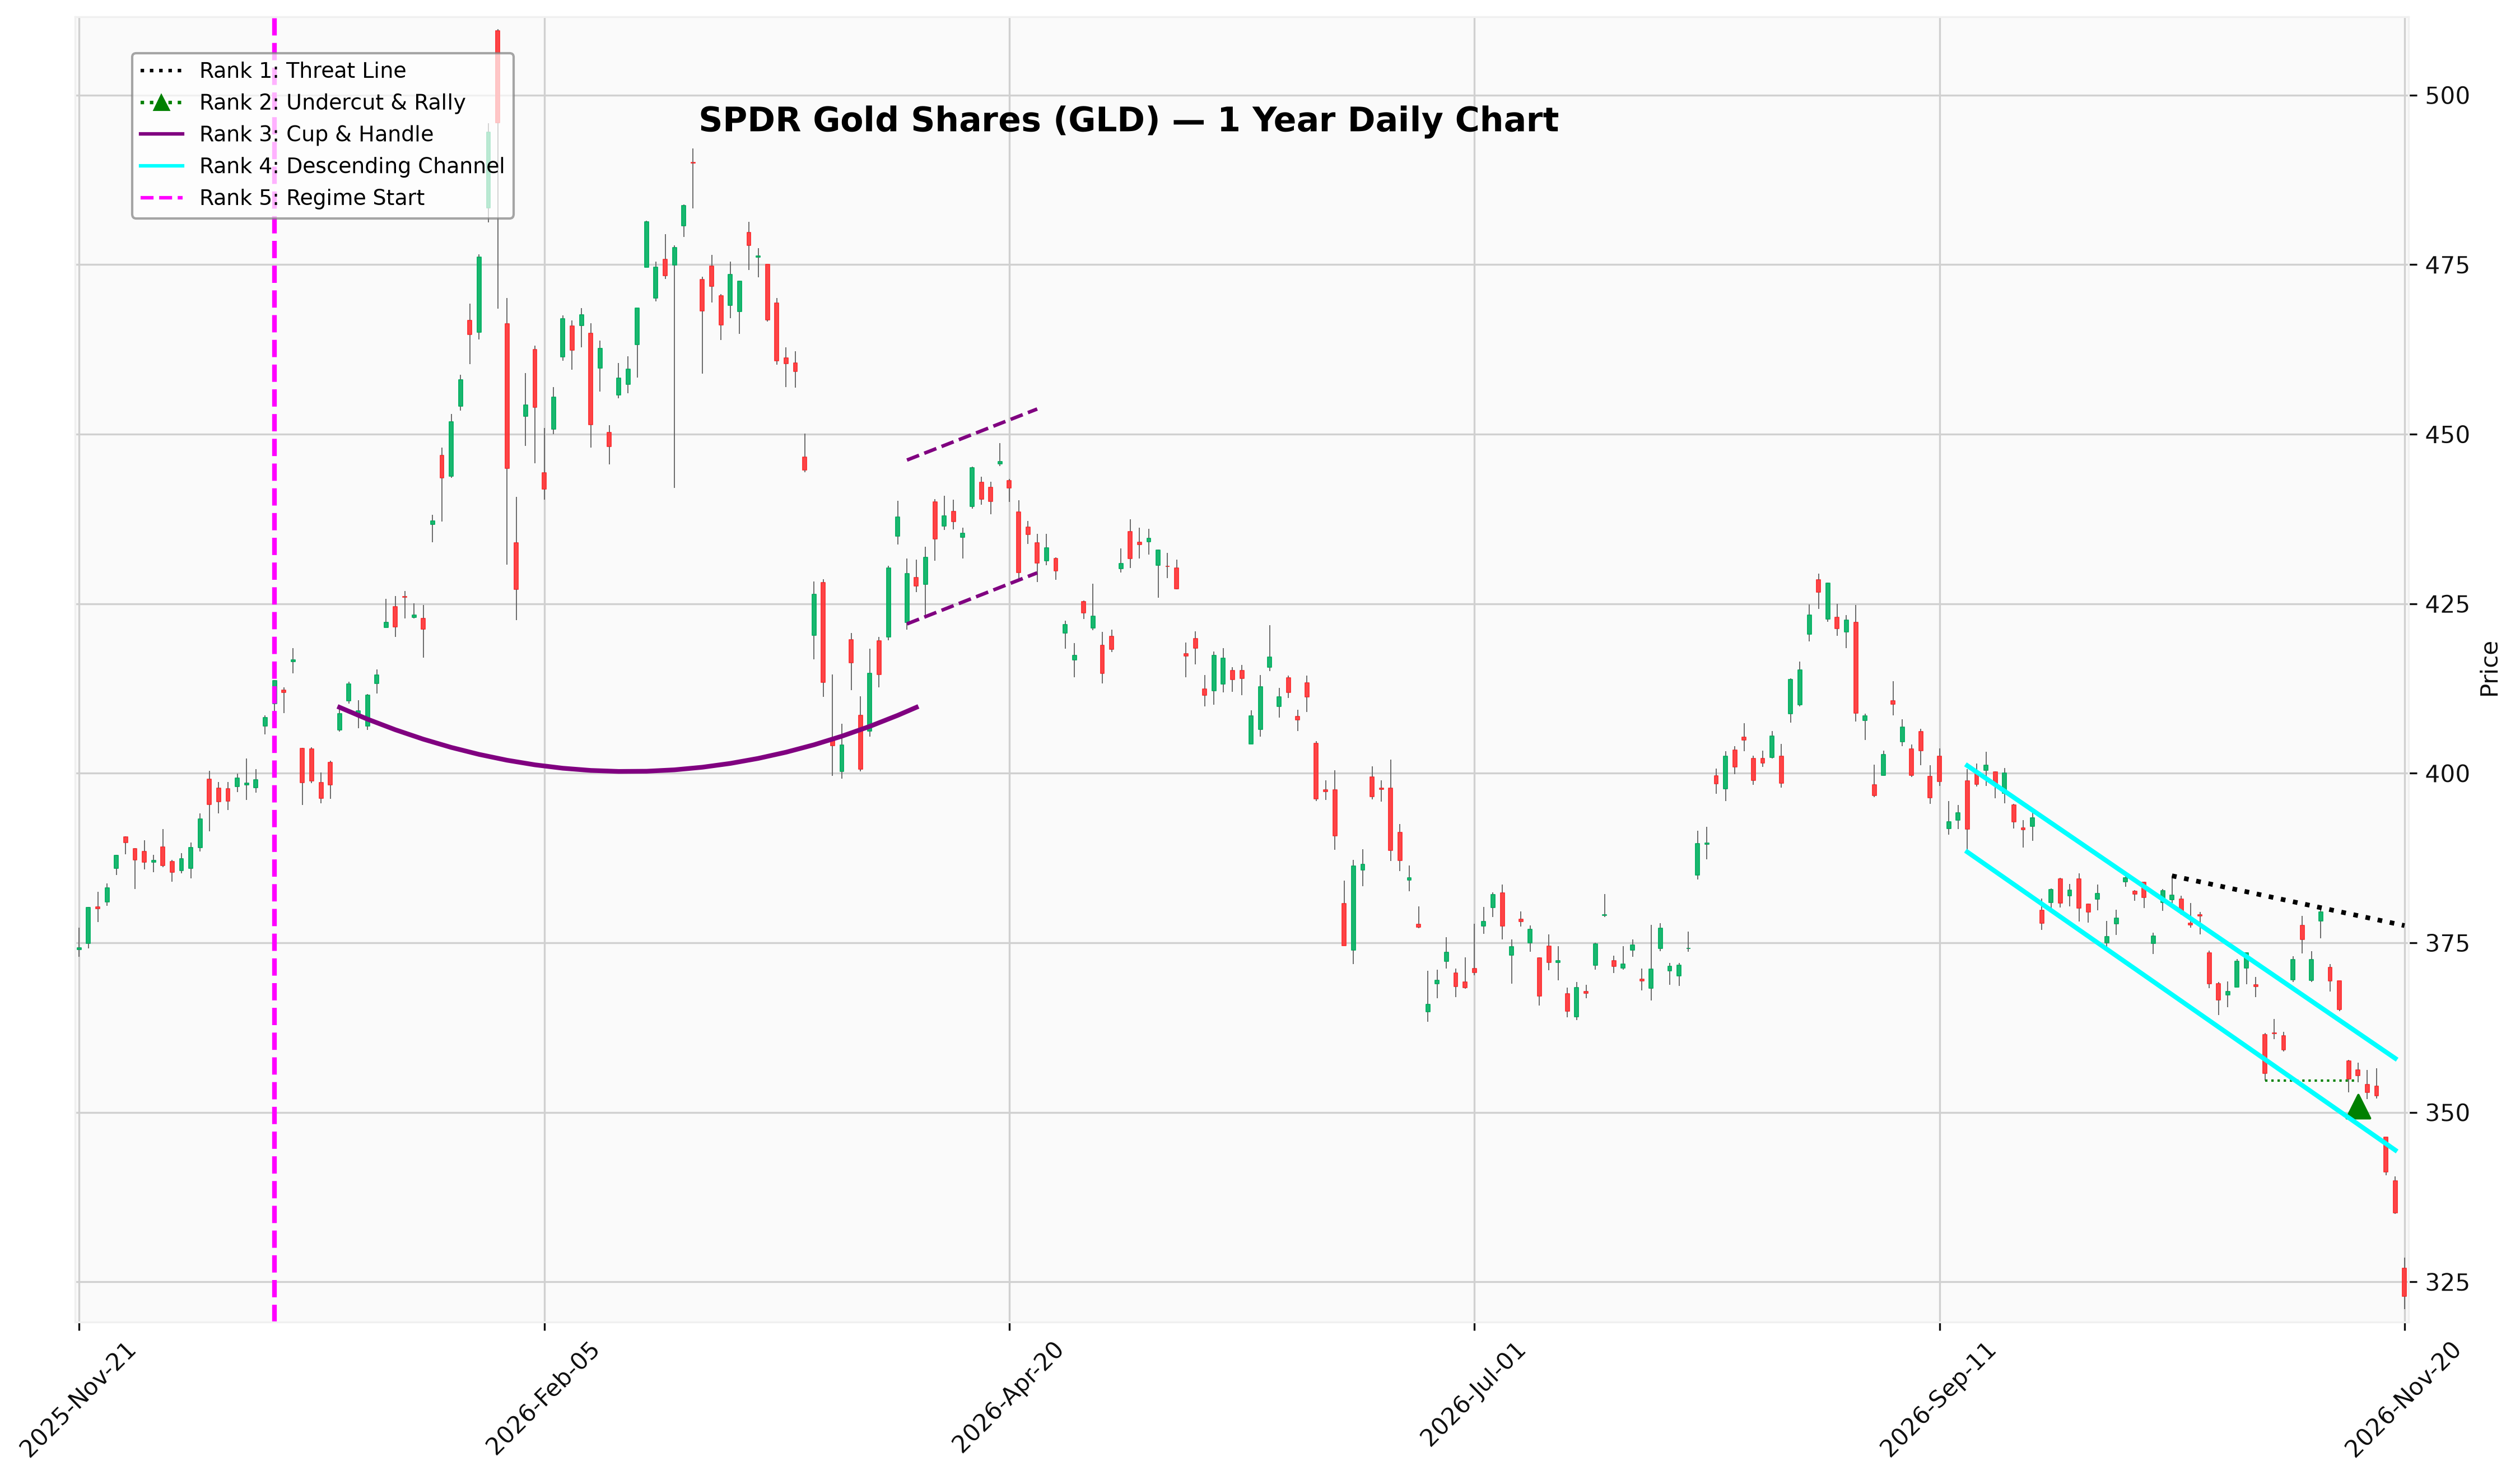 Rank 1: Threat Line
Rank 2: Undercut & Rally
Rank 3: Cup & Handle
Rank 4: Descending Channel
Rank 5: Regime Start
SPDR Gold Shares (GLD) — 1 Year Daily Chart
500
475
450
425
400
375
350
325
Price
2025-Nov-21
2026-Feb-05
2026-Apr-20
2026-Jul-01
2026-Sep-11
2026-Nov-20